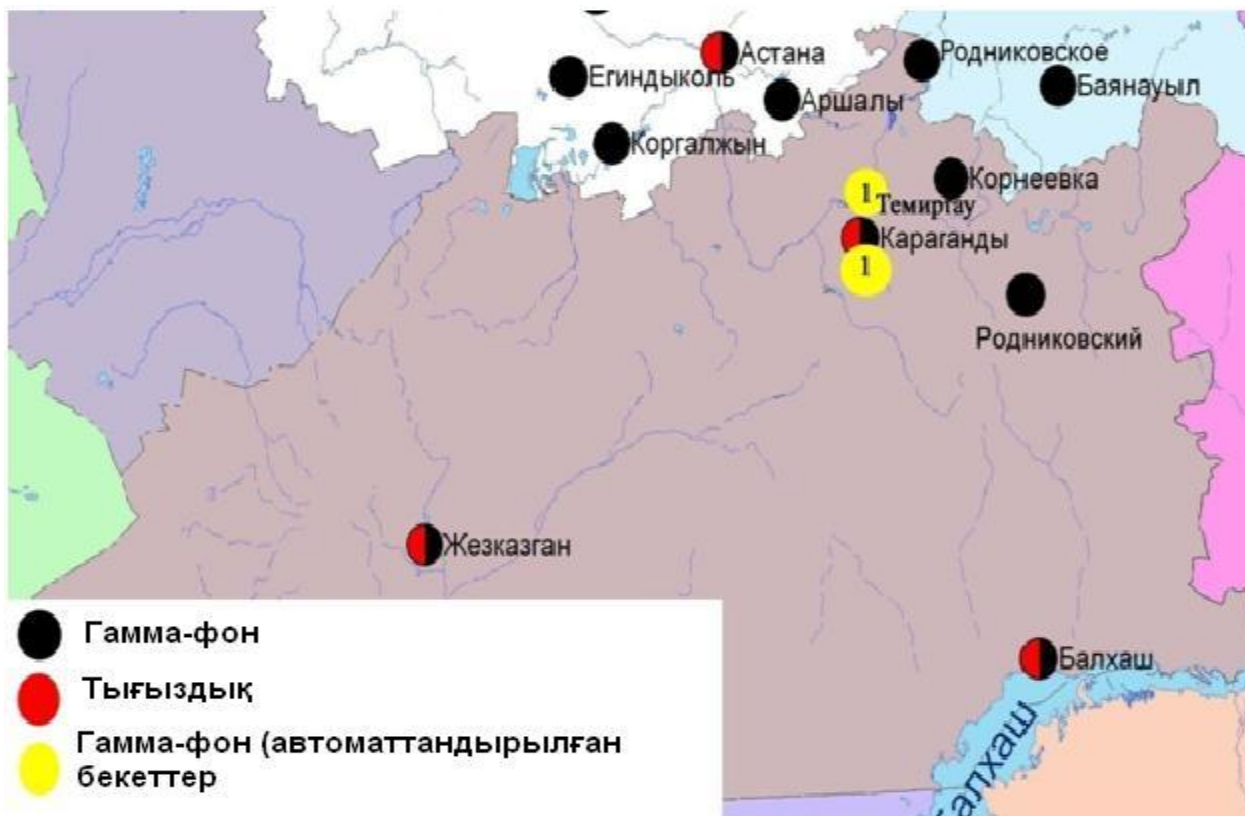 Астана
Родниковское
Егиндыколь
Баянауыл
Аршалы
Коргалжын
Корнеевка
1
Темиртау
Караганды
1
Родниковский
Жезказган
Балхаш
Балхаш
Гамма-фон
Тығыздық
Гамма-фон (автоматтандырылған
бекеттер